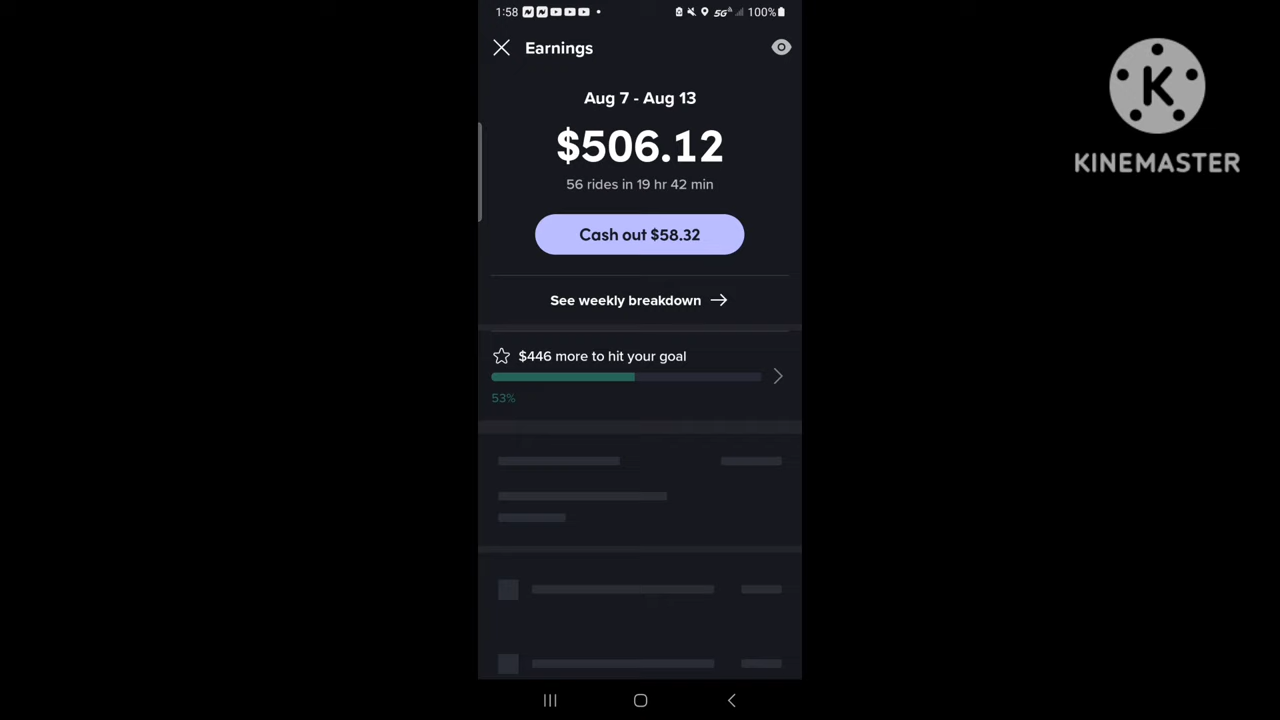 1:58
5G
100%
Earnings
Aug 7 - Aug 13
$506.12
56 rides in 19 hr 42 min
Cash out $58.32
See weekly breakdown
$446 more to hit your goal
53%
K
KINEMASTER